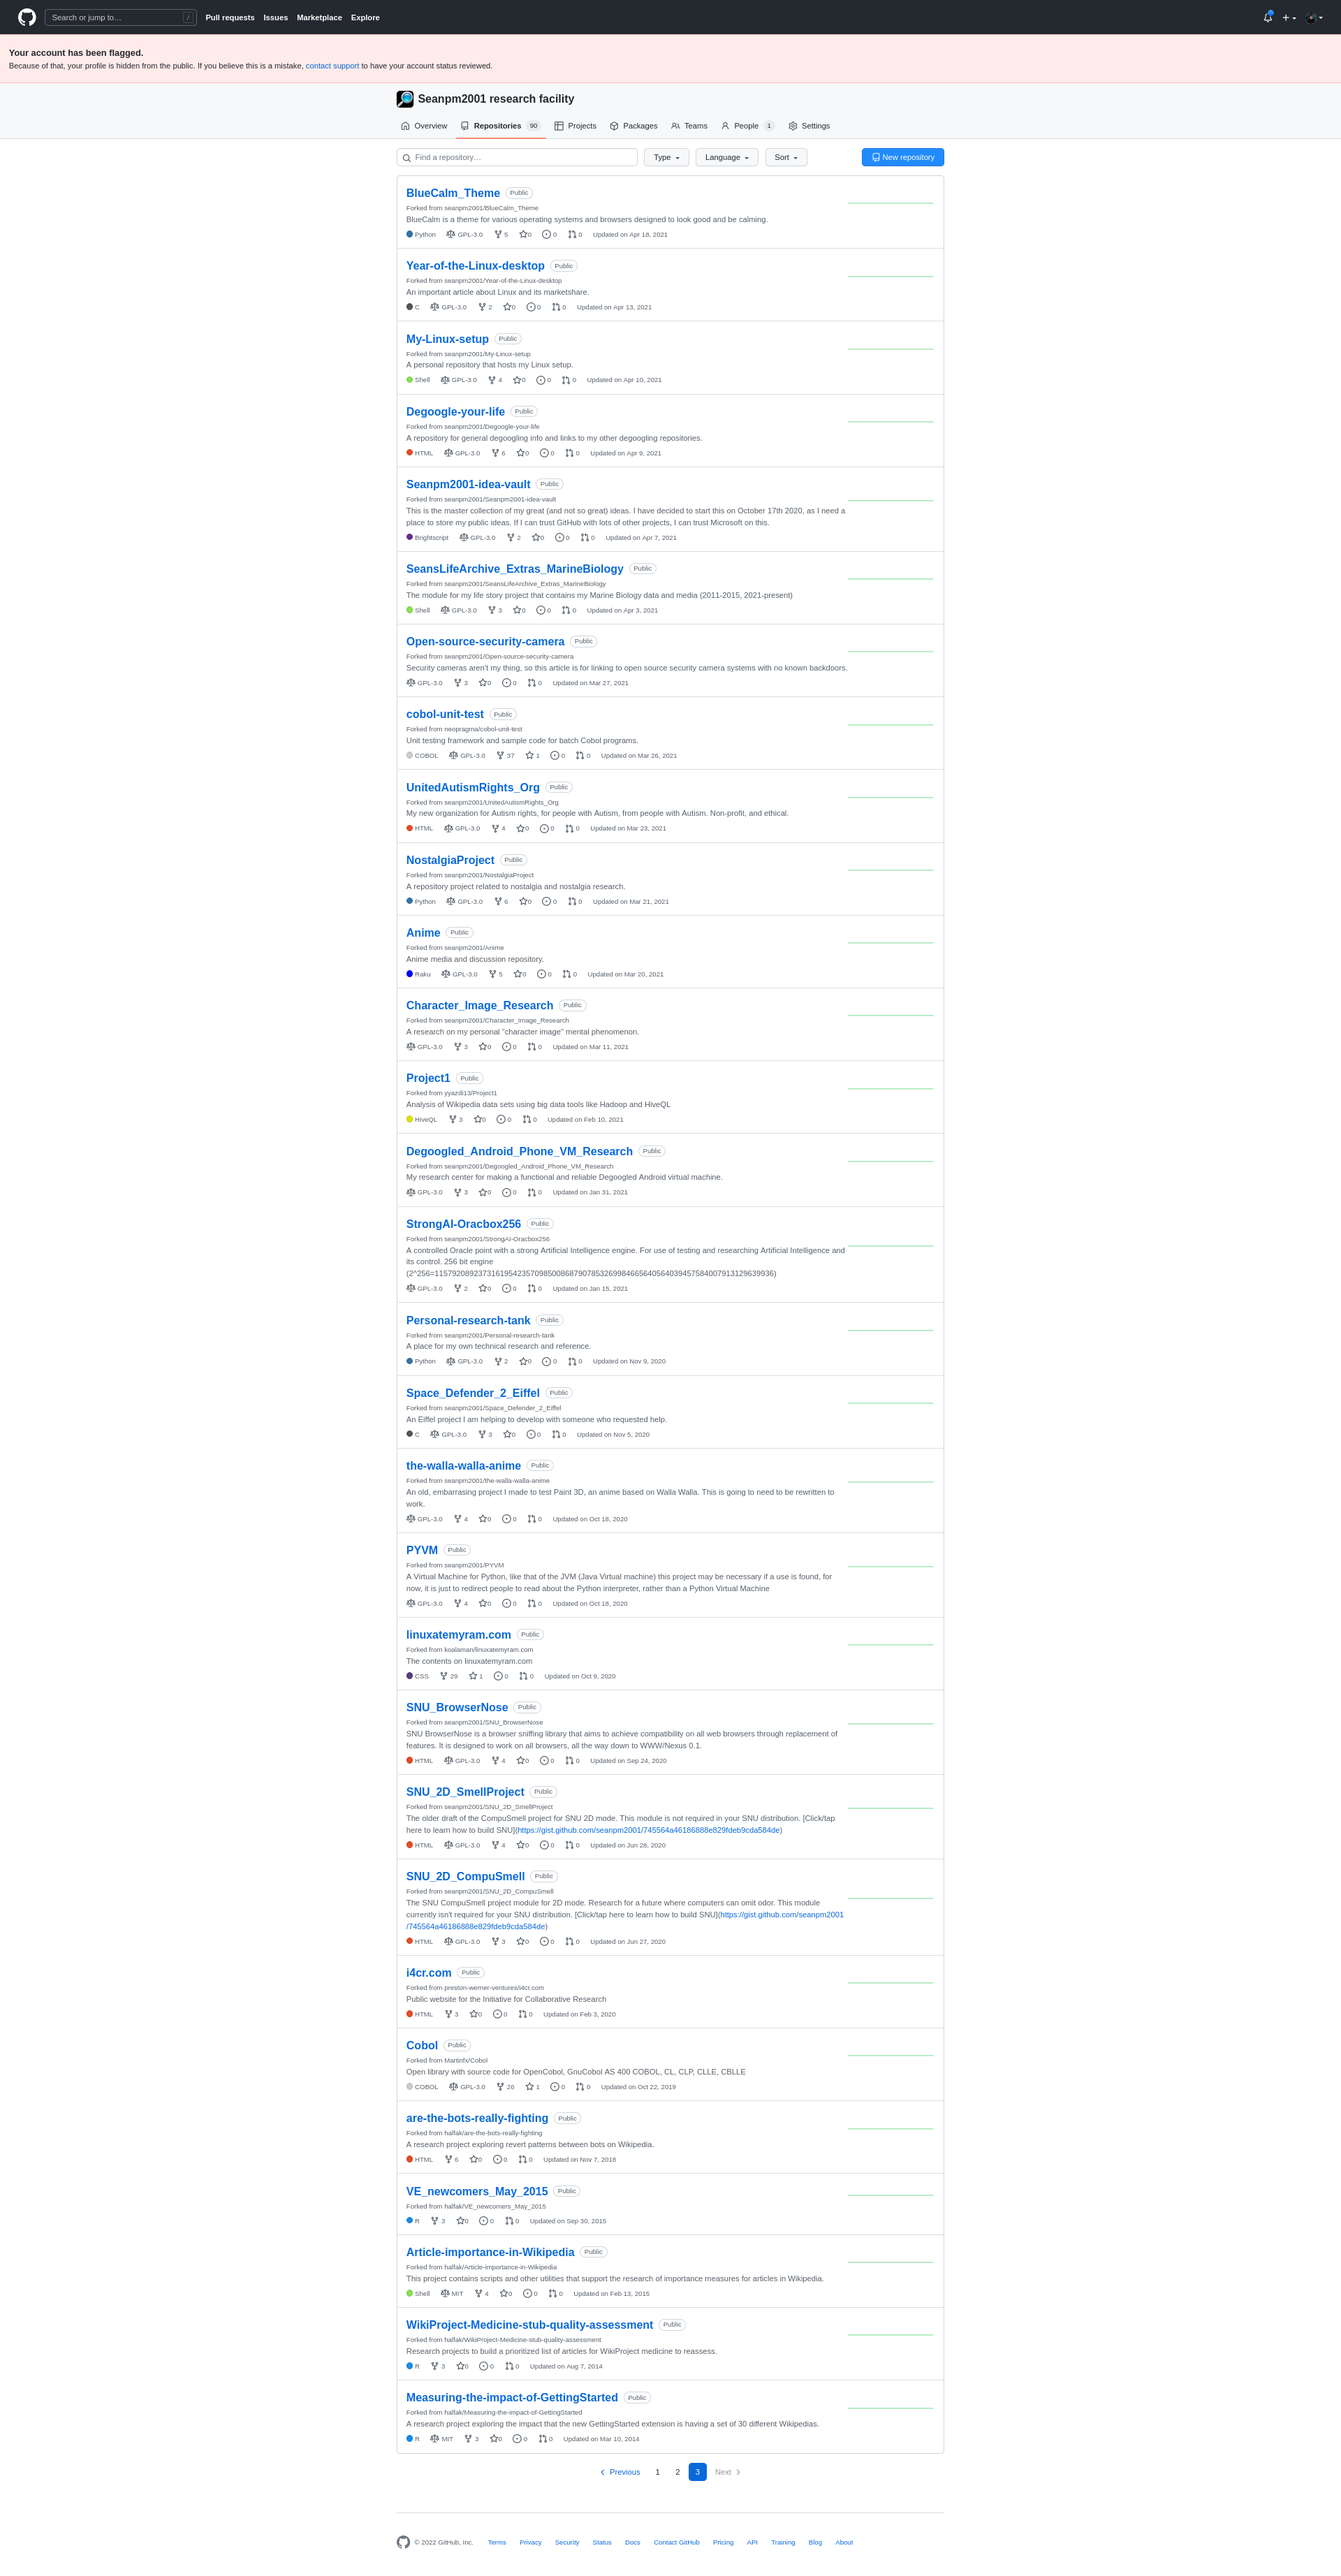 Search or jump to… /
Pull requests Issues Marketplace Explore
Your account has been flagged.
Because of that, your profile is hidden from the public. If you believe this is a mistake, contact support to have your account status reviewed.
Seanpm2001 research facility
Overview Repositories 90 Projects Packages Teams People 1 Settings
Find a repository… Type Language Sort New repository
BlueCalm_Theme Public
Forked from seanpm2001/BlueCalm_Theme
BlueCalm is a theme for various operating systems and browsers designed to look good and be calming.
Python GPL-3.0 5 0 0 0 Updated on Apr 18, 2021
Year-of-the-Linux-desktop Public
Forked from seanpm2001/Year-of-the-Linux-desktop
An important article about Linux and its marketshare.
C GPL-3.0 2 0 0 0 Updated on Apr 13, 2021
My-Linux-setup Public
Forked from seanpm2001/My-Linux-setup
A personal repository that hosts my Linux setup.
Shell GPL-3.0 4 0 0 0 Updated on Apr 10, 2021
Degoogle-your-life Public
Forked from seanpm2001/Degoogle-your-life
A repository for general degoogling info and links to my other degoogling repositories.
HTML GPL-3.0 6 0 0 0 Updated on Apr 9, 2021
Seanpm2001-idea-vault Public
Forked from seanpm2001/Seanpm2001-idea-vault
This is the master collection of my great (and not so great) ideas. I have decided to start this on October 17th 2020, as I need a
place to store my public ideas. If I can trust GitHub with lots of other projects, I can trust Microsoft on this.
Brightscript GPL-3.0 2 0 0 0 Updated on Apr 7, 2021
SeansLifeArchive_Extras_MarineBiology Public
Forked from seanpm2001/SeansLifeArchive_Extras_MarineBiology
The module for my life story project that contains my Marine Biology data and media (2011-2015, 2021-present)
Shell GPL-3.0 3 0 0 0 Updated on Apr 3, 2021
Open-source-security-camera Public
Forked from seanpm2001/Open-source-security-camera
Security cameras aren't my thing, so this article is for linking to open source security camera systems with no known backdoors.
GPL-3.0 3 0 0 0 Updated on Mar 27, 2021
cobol-unit-test Public
Forked from neopragma/cobol-unit-test
Unit testing framework and sample code for batch Cobol programs.
COBOL GPL-3.0 37 1 0 0 Updated on Mar 26, 2021
UnitedAutismRights_Org Public
Forked from seanpm2001/UnitedAutismRights_Org
My new organization for Autism rights, for people with Autism, from people with Autism. Non-profit, and ethical.
HTML GPL-3.0 4 0 0 0 Updated on Mar 23, 2021
NostalgiaProject Public
Forked from seanpm2001/NostalgiaProject
A repository project related to nostalgia and nostalgia research.
Python GPL-3.0 6 0 0 0 Updated on Mar 21, 2021
Anime Public
Forked from seanpm2001/Anime
Anime media and discussion repository.
Raku GPL-3.0 5 0 0 0 Updated on Mar 20, 2021
Character_Image_Research Public
Forked from seanpm2001/Character_Image_Research
A research on my personal "character image" mental phenomenon.
GPL-3.0 3 0 0 0 Updated on Mar 11, 2021
Project1 Public
Forked from yyazdi13/Project1
Analysis of Wikipedia data sets using big data tools like Hadoop and HiveQL
HiveQL 3 0 0 0 Updated on Feb 10, 2021
Degoogled_Android_Phone_VM_Research Public
Forked from seanpm2001/Degoogled_Android_Phone_VM_Research
My research center for making a functional and reliable Degoogled Android virtual machine.
GPL-3.0 3 0 0 0 Updated on Jan 31, 2021
StrongAI-Oracbox256 Public
Forked from seanpm2001/StrongAI-Oracbox256
A controlled Oracle point with a strong Artificial Intelligence engine. For use of testing and researching Artificial Intelligence and
its control. 256 bit engine
(2^256=115792089237316195423570985008687907853269984665640564039457584007913129639936)
GPL-3.0 2 0 0 0 Updated on Jan 15, 2021
Personal-research-tank Public
Forked from seanpm2001/Personal-research-tank
A place for my own technical research and reference.
Python GPL-3.0 2 0 0 0 Updated on Nov 9, 2020
Space_Defender_2_Eiffel Public
Forked from seanpm2001/Space_Defender_2_Eiffel
An Eiffel project I am helping to develop with someone who requested help.
C GPL-3.0 3 0 0 0 Updated on Nov 5, 2020
the-walla-walla-anime Public
Forked from seanpm2001/the-walla-walla-anime
An old, embarrasing project I made to test Paint 3D, an anime based on Walla Walla. This is going to need to be rewritten to
work.
GPL-3.0 4 0 0 0 Updated on Oct 18, 2020
PYVM Public
Forked from seanpm2001/PYVM
A Virtual Machine for Python, like that of the JVM (Java Virtual machine) this project may be necessary if a use is found, for
now, it is just to redirect people to read about the Python interpreter, rather than a Python Virtual Machine
GPL-3.0 4 0 0 0 Updated on Oct 18, 2020
linuxatemyram.com Public
Forked from koalaman/linuxatemyram.com
The contents on linuxatemyram.com
CSS 29 1 0 0 Updated on Oct 9, 2020
SNU_BrowserNose Public
Forked from seanpm2001/SNU_BrowserNose
SNU BrowserNose is a browser sniffing library that aims to achieve compatibility on all web browsers through replacement of
features. It is designed to work on all browsers, all the way down to WWW/Nexus 0.1.
HTML GPL-3.0 4 0 0 0 Updated on Sep 24, 2020
SNU_2D_SmellProject Public
Forked from seanpm2001/SNU_2D_SmellProject
The older draft of the CompuSmell project for SNU 2D mode. This module is not required in your SNU distribution. [Click/tap
here to learn how to build SNU](https://gist.github.com/seanpm2001/745564a46186888e829fdeb9cda584de)
HTML GPL-3.0 4 0 0 0 Updated on Jun 28, 2020
SNU_2D_CompuSmell Public
Forked from seanpm2001/SNU_2D_CompuSmell
The SNU CompuSmell project module for 2D mode. Research for a future where computers can omit odor. This module
currently isn't required for your SNU distribution. [Click/tap here to learn how to build SNU](https://gist.github.com/seanpm2001
/745564a46186888e829fdeb9cda584de)
HTML GPL-3.0 3 0 0 0 Updated on Jun 27, 2020
i4cr.com Public
Forked from preston-werner-ventures/i4cr.com
Public website for the Initiative for Collaborative Research
HTML 3 0 0 0 Updated on Feb 3, 2020
Cobol Public
Forked from Martinfx/Cobol
Open library with source code for OpenCobol, GnuCobol AS 400 COBOL, CL, CLP, CLLE, CBLLE
COBOL GPL-3.0 26 1 0 0 Updated on Oct 22, 2019
are-the-bots-really-fighting Public
Forked from halfak/are-the-bots-really-fighting
A research project exploring revert patterns between bots on Wikipedia.
HTML 6 0 0 0 Updated on Nov 7, 2018
VE_newcomers_May_2015 Public
Forked from halfak/VE_newcomers_May_2015
R 3 0 0 0 Updated on Sep 30, 2015
Article-importance-in-Wikipedia Public
Forked from halfak/Article-importance-in-Wikipedia
This project contains scripts and other utilities that support the research of importance measures for articles in Wikipedia.
Shell MIT 4 0 0 0 Updated on Feb 13, 2015
WikiProject-Medicine-stub-quality-assessment Public
Forked from halfak/WikiProject-Medicine-stub-quality-assessment
Research projects to build a prioritized list of articles for WikiProject medicine to reassess.
R 3 0 0 0 Updated on Aug 7, 2014
Measuring-the-impact-of-GettingStarted Public
Forked from halfak/Measuring-the-impact-of-GettingStarted
A research project exploring the impact that the new GettingStarted extension is having a set of 30 different Wikipedias.
R MIT 3 0 0 0 Updated on Mar 10, 2014
Previous 1 2 3 Next
© 2022 GitHub, Inc. Terms Privacy Security Status Docs Contact GitHub Pricing API Training Blog About